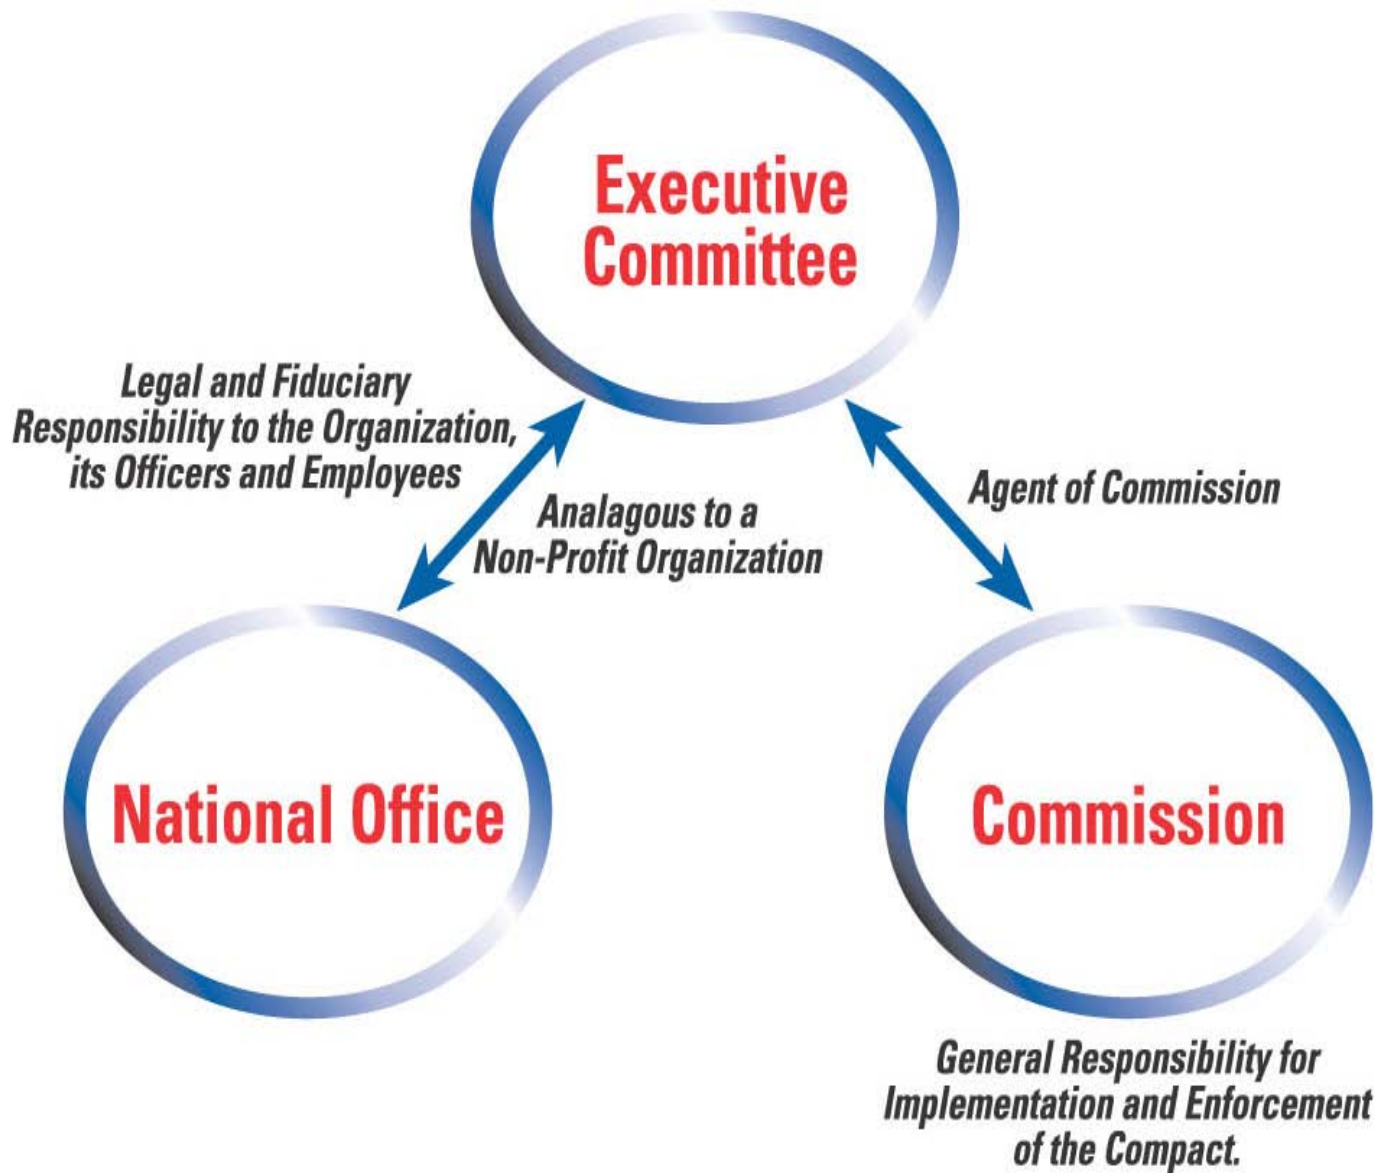 Executive
Committee
Legal and Fiduciary
Responsibility to the Organization,
its Officers and Employees
Analagous to a
Non-Profit Organization
Agent of Commission
National Office
Commission
General Responsibility for
Implementation and Enforcement
of the Compact.